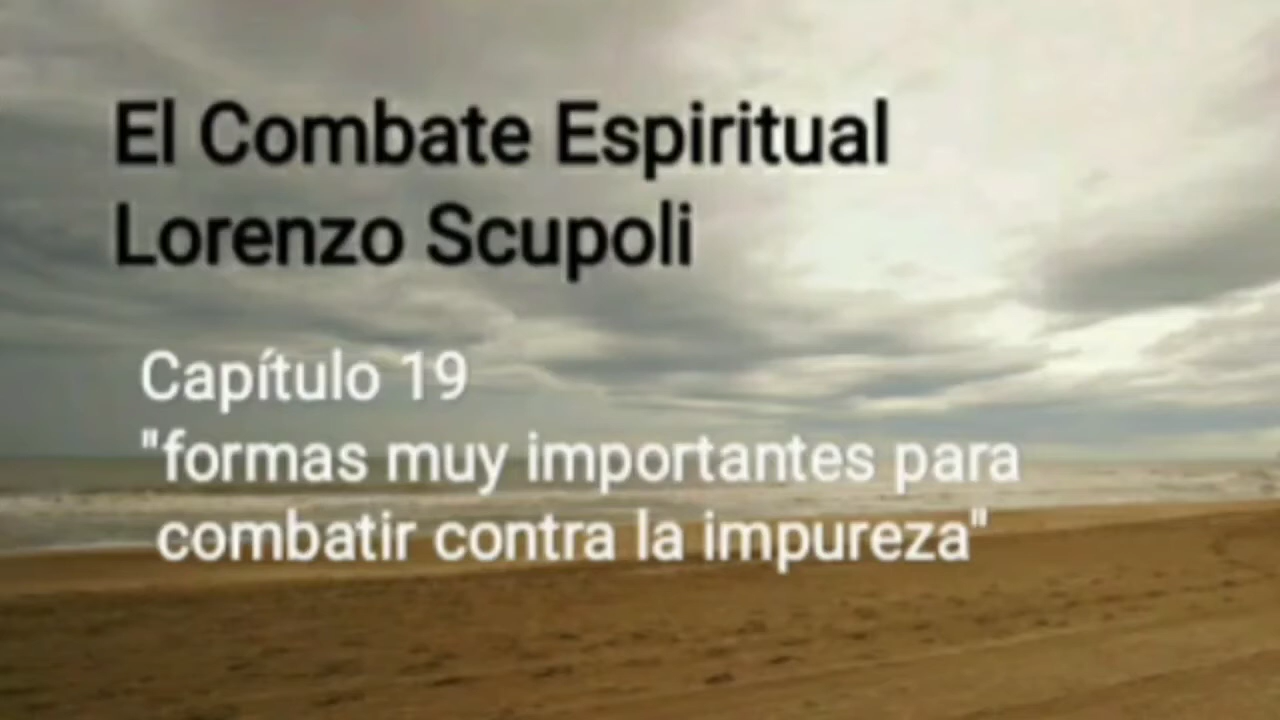 El Combate Espiritual
Lorenzo Scupoli
Capítulo 19
"formas muy importantes para
combatir contra la impureza"